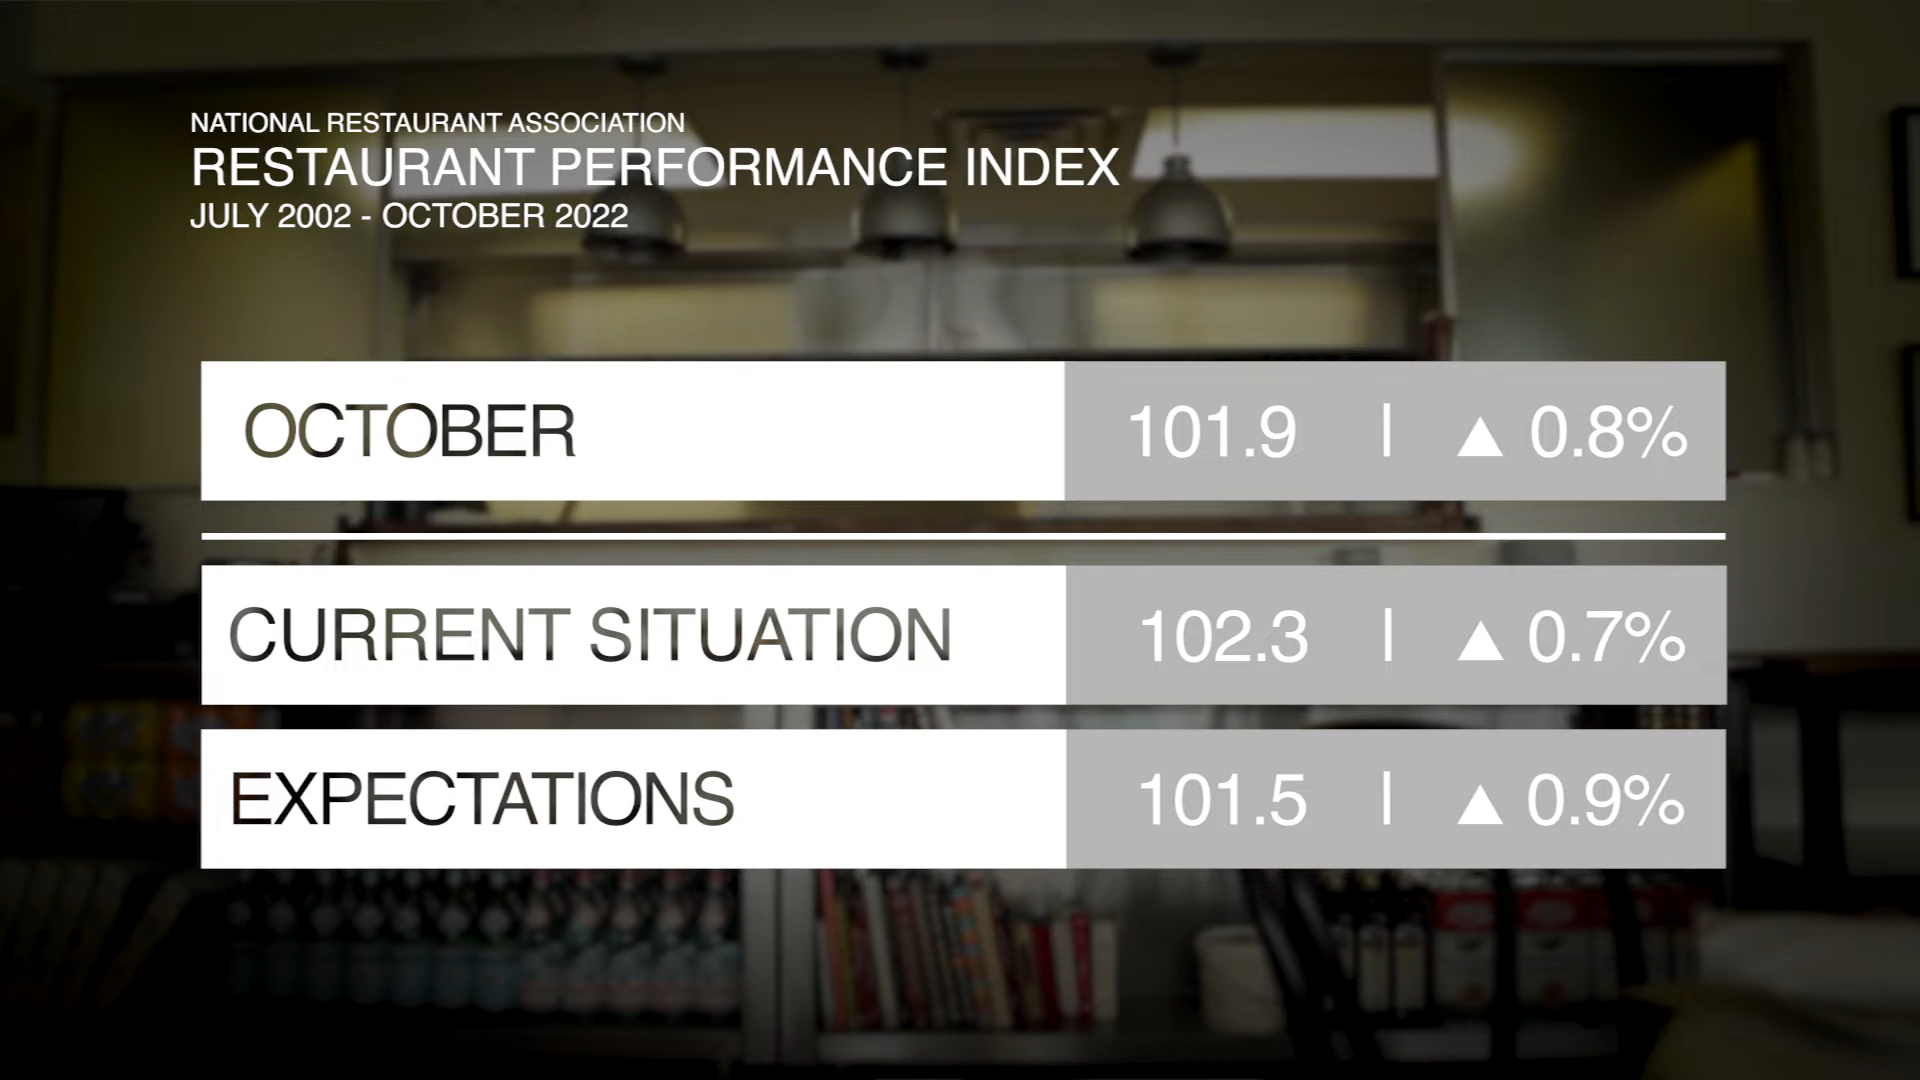 NATIONAL RESTAURANT ASSOCIATION
RESTAURANT PERFORMANCE INDEX
JULY 2002 - OCTOBER 2022
OCTOBER 101.9 | ▲ 0.8%
CURRENT SITUATION 102.3 | ▲ 0.7%
EXPECTATIONS 101.5 | ▲ 0.9%